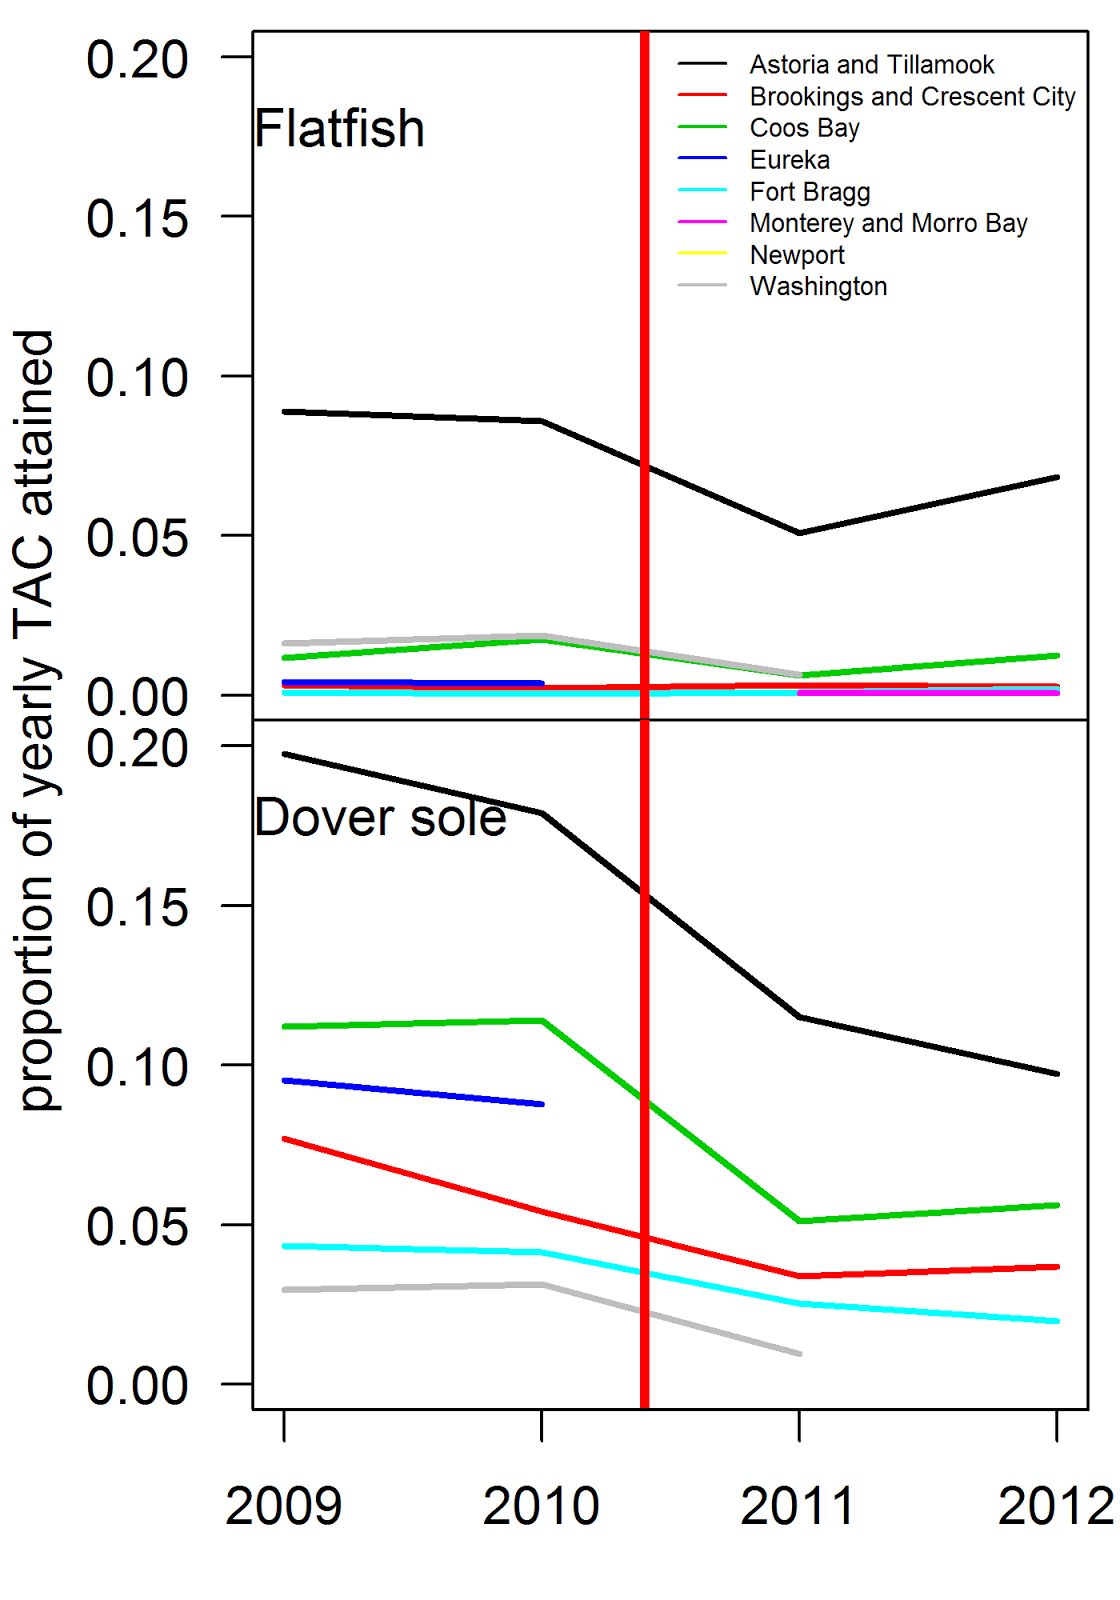 proportion of yearly TAC attained
0.20
0.15
0.10
0.05
0.00
Flatfish
Astoria and Tillamook
Brookings and Crescent City
Coos Bay
Eureka
Fort Bragg
Monterey and Morro Bay
Newport
Washington
0.20
0.15
0.10
0.05
0.00
Dover sole
2009 2010 2011 2012